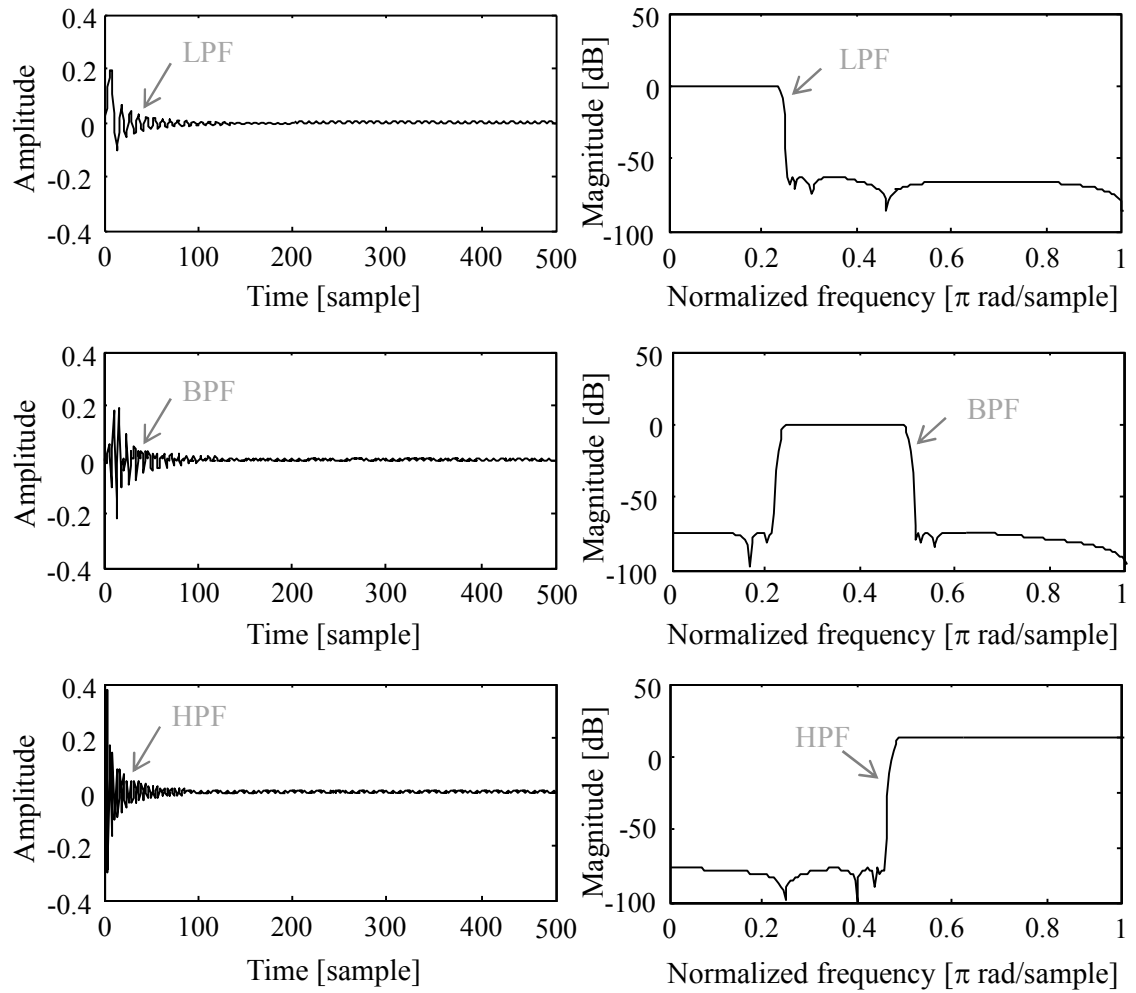 0.4
0.2
0
-0.2
-0.4
Amplitude
LPF
0 100 200 300 400 500
Time [sample]
50
0
-50
-100
Magnitude [dB]
LPF
0 0.2 0.4 0.6 0.8 1
Normalized frequency [π rad/sample]
0.4
0.2
0
-0.2
-0.4
Amplitude
BPF
0 100 200 300 400 500
Time [sample]
50
0
-50
-100
Magnitude [dB]
BPF
0 0.2 0.4 0.6 0.8 1
Normalized frequency [π rad/sample]
0.4
0.2
0
-0.2
-0.4
Amplitude
HPF
0 100 200 300 400 500
Time [sample]
50
0
-50
-100
Magnitude [dB]
HPF
0 0.2 0.4 0.6 0.8 1
Normalized frequency [π rad/sample]